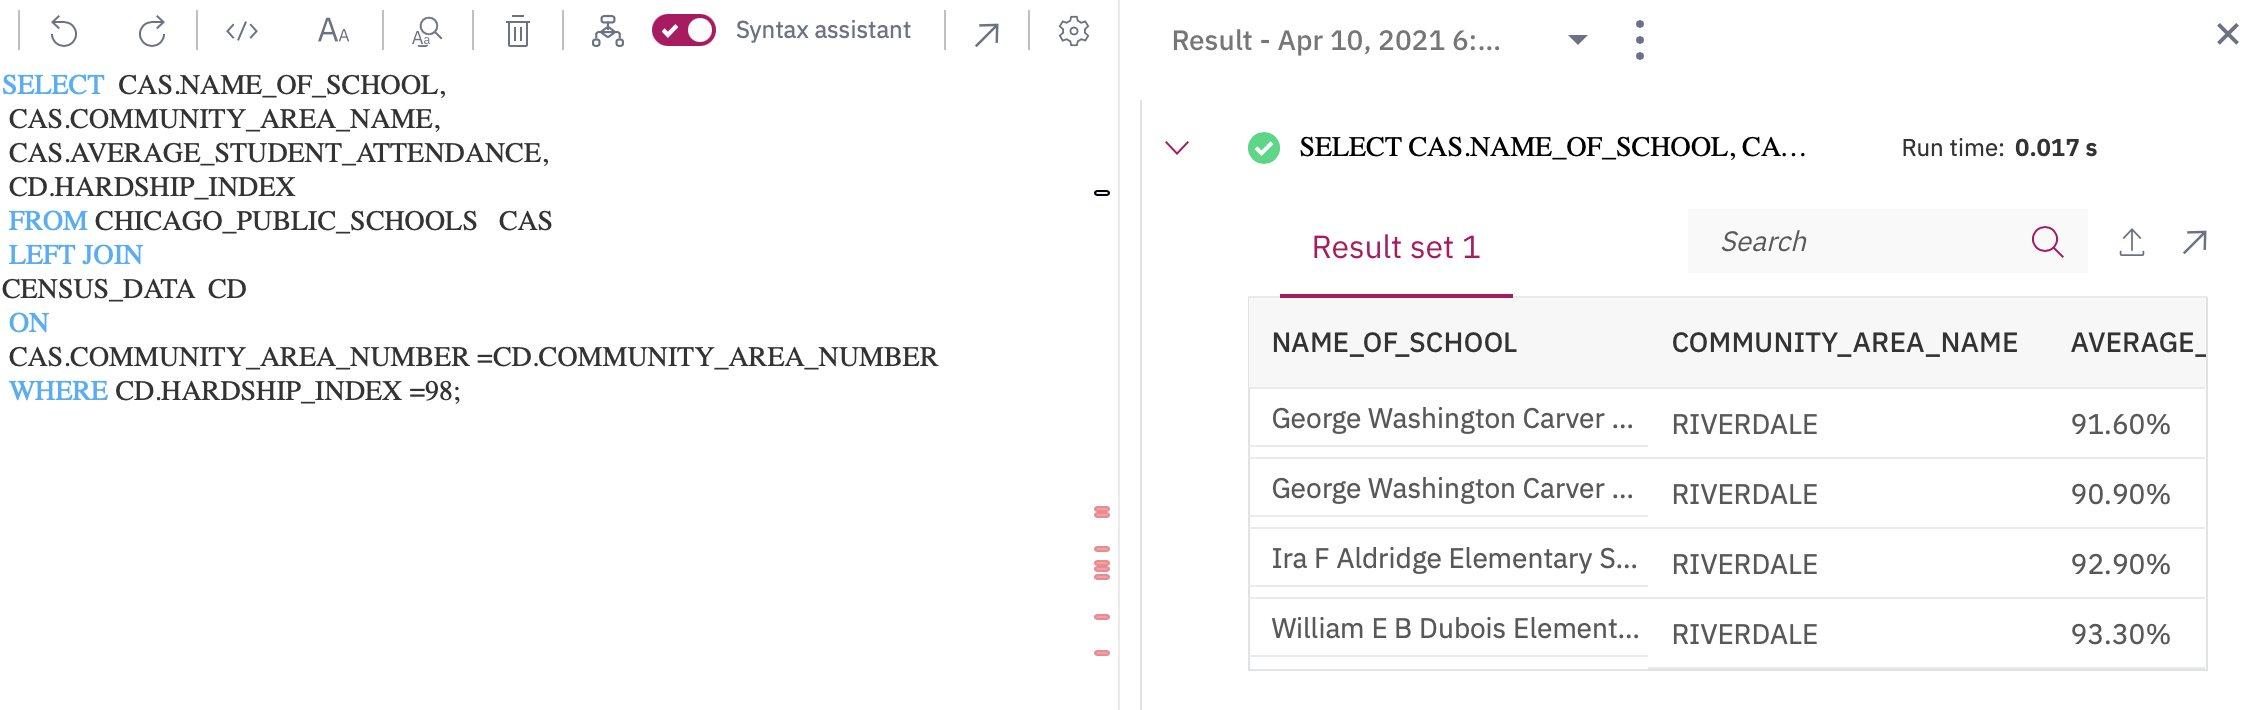 Syntax assistant
SELECT  CAS.NAME_OF_SCHOOL,
CAS.COMMUNITY_AREA_NAME,
CAS.AVERAGE_STUDENT_ATTENDANCE,
CD.HARDSHIP_INDEX
FROM CHICAGO_PUBLIC_SCHOOLS   CAS
LEFT JOIN
CENSUS_DATA  CD
ON
CAS.COMMUNITY_AREA_NUMBER =CD.COMMUNITY_AREA_NUMBER
WHERE CD.HARDSHIP_INDEX =98;
Result - Apr 10, 2021 6:...
SELECT CAS.NAME_OF_SCHOOL, CA... Run time: 0.017 s
Result set 1 Search
NAME_OF_SCHOOL COMMUNITY_AREA_NAME AVERAGE_
George Washington Carver ... RIVERDALE 91.60%
George Washington Carver ... RIVERDALE 90.90%
Ira F Aldridge Elementary S... RIVERDALE 92.90%
William E B Dubois Element... RIVERDALE 93.30%